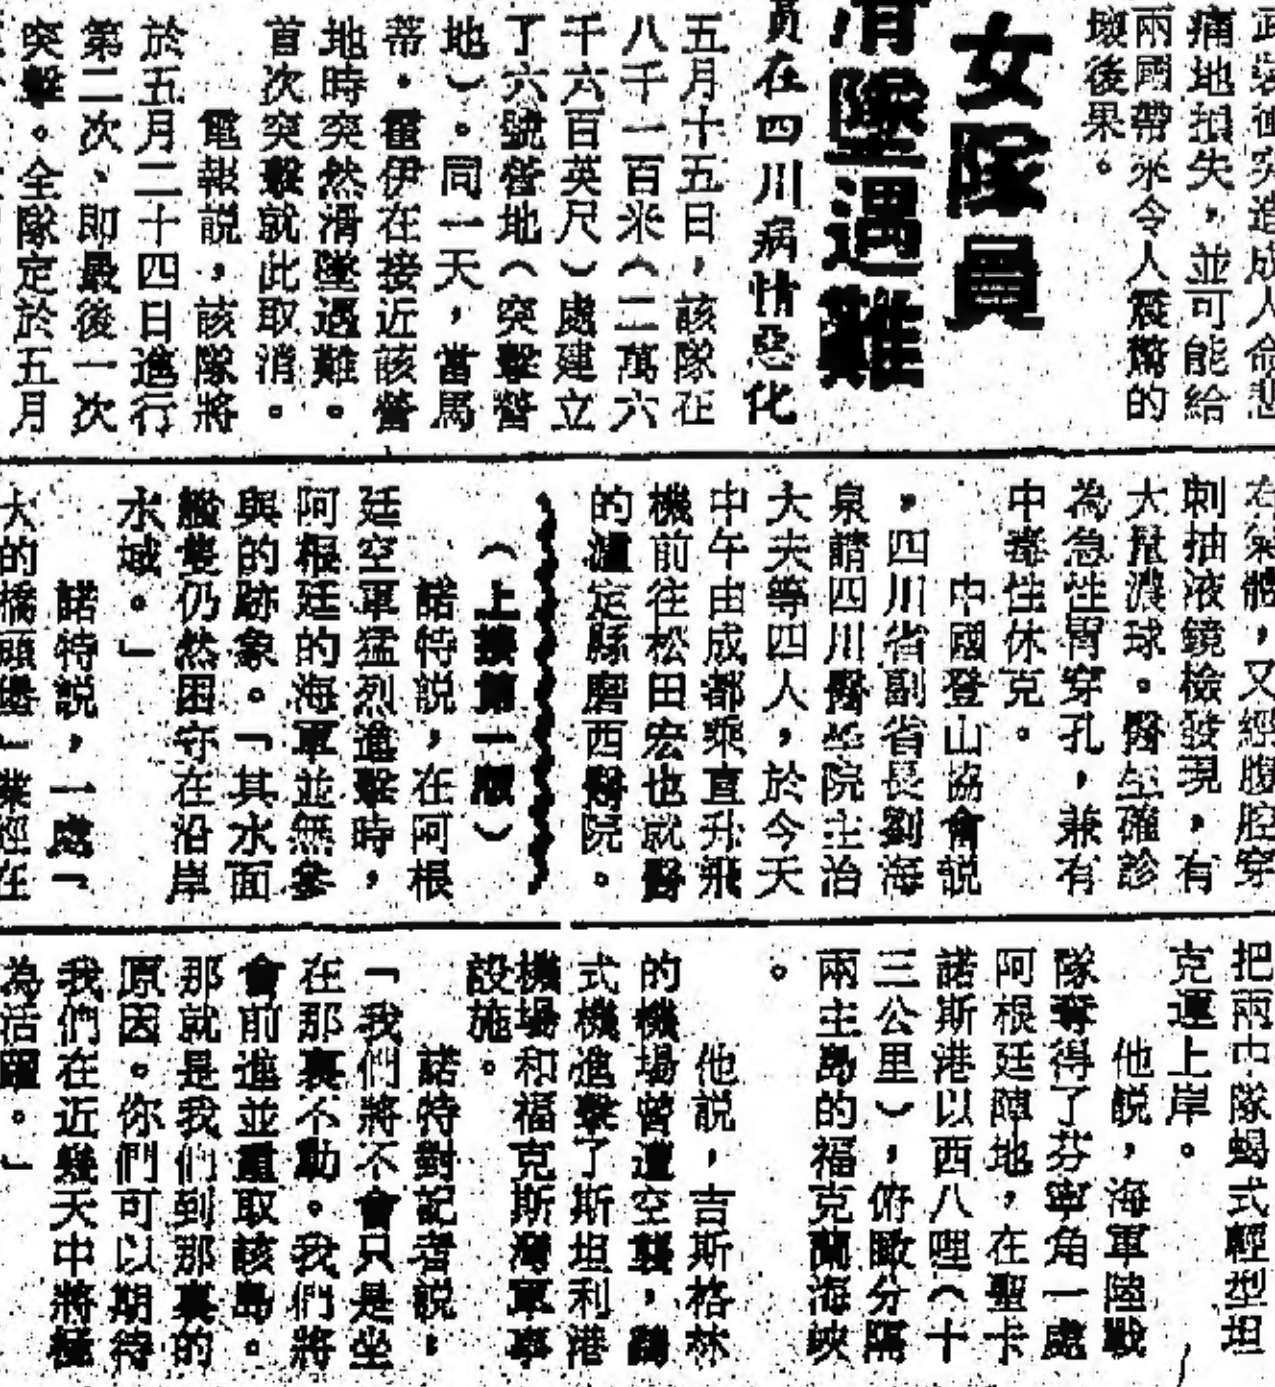 痛地損失，並可能給
兩國帶來令人震驚的
壞後果。
女隊員
滑墜遇難
員在四川病情惡化
五月十五日，該隊在
八千一百米（二萬六
千六百英尺）處建立
了六號營地（突擊營
地）。同一天，當馬
蒂·霍伊在接近該營
地時突然滑墜遇難。
首次突擊就此取消。
電報説，該隊將
於五月二十四日進行
第二次、即最後一次
突擊。全隊定於五月
體，又經腹腔穿
刺抽液鏡檢發現，有
大量濃球。醫生確診
為急性胃穿孔，兼有
中毒性休克。
中國登山協會説
，四川省副省長劉海
泉請四川醫學院主治
大夫等四人，於今天
中午由成都乘直升飛
機前往松田宏也就醫
的瀘定縣磨西醫院。
（上接第一版）
諾特説，在阿根
廷空軍猛烈進擊時，
阿根廷的海軍並無參
與的跡象。「其水面
艦隻仍然困守在沿岸
水域。」
諾特説，一處「
大的橋頭堡」業經在
把兩中隊蝎式輕型坦
克運上岸。
他説，海軍陸戰
隊奪得了芬寧角一處
阿根廷陣地，在聖卡
諾斯港以西八哩（十
三公里），俯瞰分隔
兩主島的福克蘭海峽
。
他説，吉斯格林
的機場曾遭空襲，鷂
式機進擊了斯坦利港
機場和福克斯灣軍事
設施。
諾特對記者説，
「我們將不會只是坐
在那裏不動。我們將
會前進並重取該島。
那就是我們到那裏的
原因。你們可以期待
我們在近幾天中將極
為活躍。」